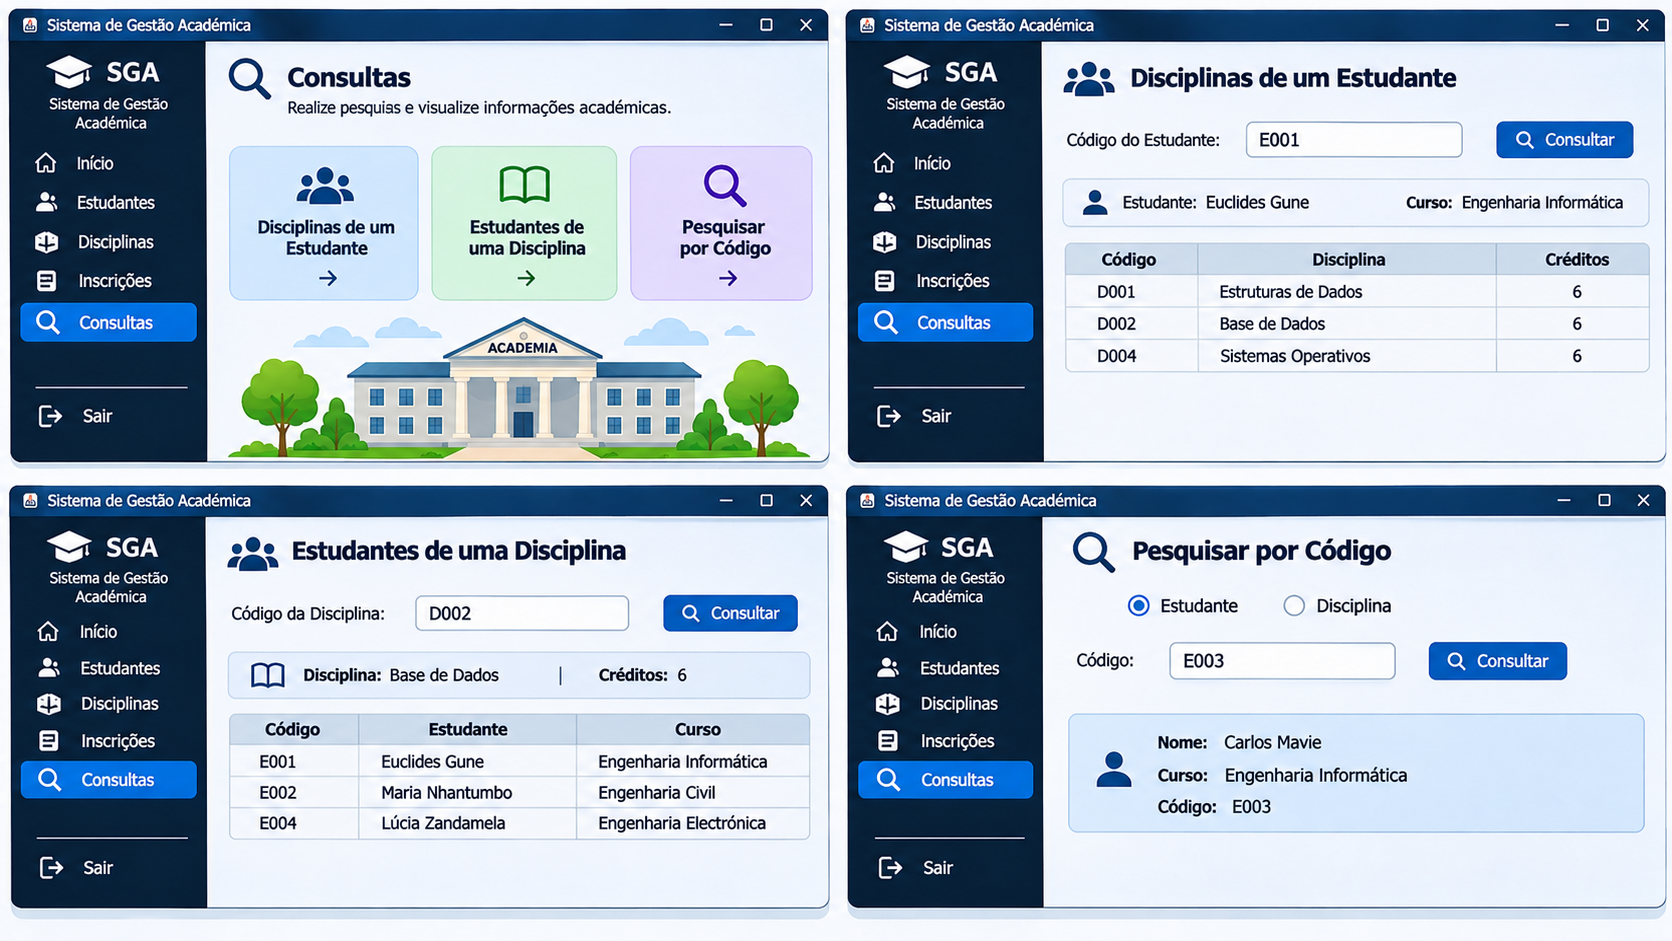 Sistema de Gestão Académica
SGA
Sistema de Gestão
Académica
Início
Estudantes
Disciplinas
Inscrições
Consultas
Sair
Consultas
Realize pesquias e visualize informações académicas.
Disciplinas de um
Estudante
Estudantes de
uma Disciplina
Pesquisar
por Código
ACADEMIA
Sistema de Gestão Académica
SGA
Sistema de Gestão
Académica
Início
Estudantes
Disciplinas
Inscrições
Consultas
Sair
Disciplinas de um Estudante
Código do Estudante: E001 Consultar
Estudante: Euclides Gune Curso: Engenharia Informática
Código Disciplina Créditos
D001 Estruturas de Dados 6
D002 Base de Dados 6
D004 Sistemas Operativos 6
Sistema de Gestão Académica
SGA
Sistema de Gestão
Académica
Início
Estudantes
Disciplinas
Inscrições
Consultas
Sair
Estudantes de uma Disciplina
Código da Disciplina: D002 Consultar
Disciplina: Base de Dados | Créditos: 6
Código Estudante Curso
E001 Euclides Gune Engenharia Informática
E002 Maria Nhantumbo Engenharia Civil
E004 Lúcia Zandamela Engenharia Electrónica
Sistema de Gestão Académica
SGA
Sistema de Gestão
Académica
Início
Estudantes
Disciplinas
Inscrições
Consultas
Sair
Pesquisar por Código
Estudante Disciplina
Código: E003 Consultar
Nome: Carlos Mavie
Curso: Engenharia Informática
Código: E003